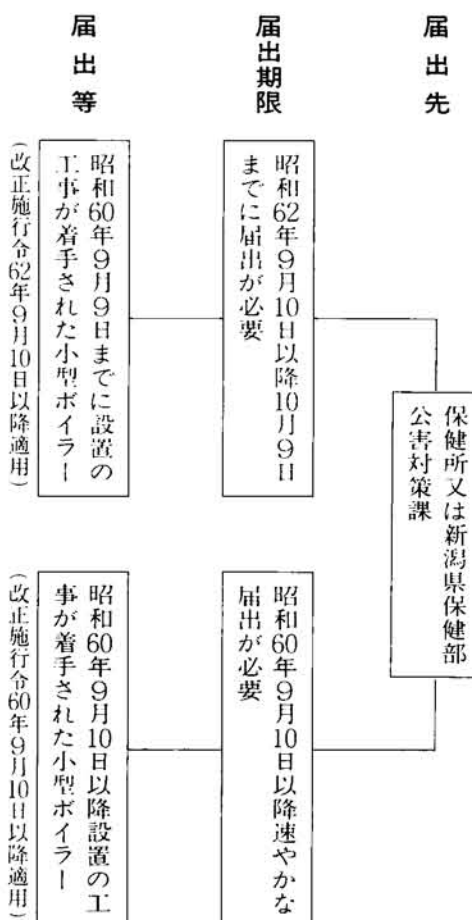 届出先
保健所又は新潟県保健部
公害対策課
届出期限
昭和62年9月10日以降10月9日
までに届出が必要
昭和60年9月10日以降速やかな
届出が必要
届出等
昭和60年9月9日までに設置の
工事が着手された小型ボイラー
(改正施行令62年9月10日以降適用)
昭和60年9月10日以降設置の工
事が着手された小型ボイラー
(改正施行令60年9月10日以降適用)